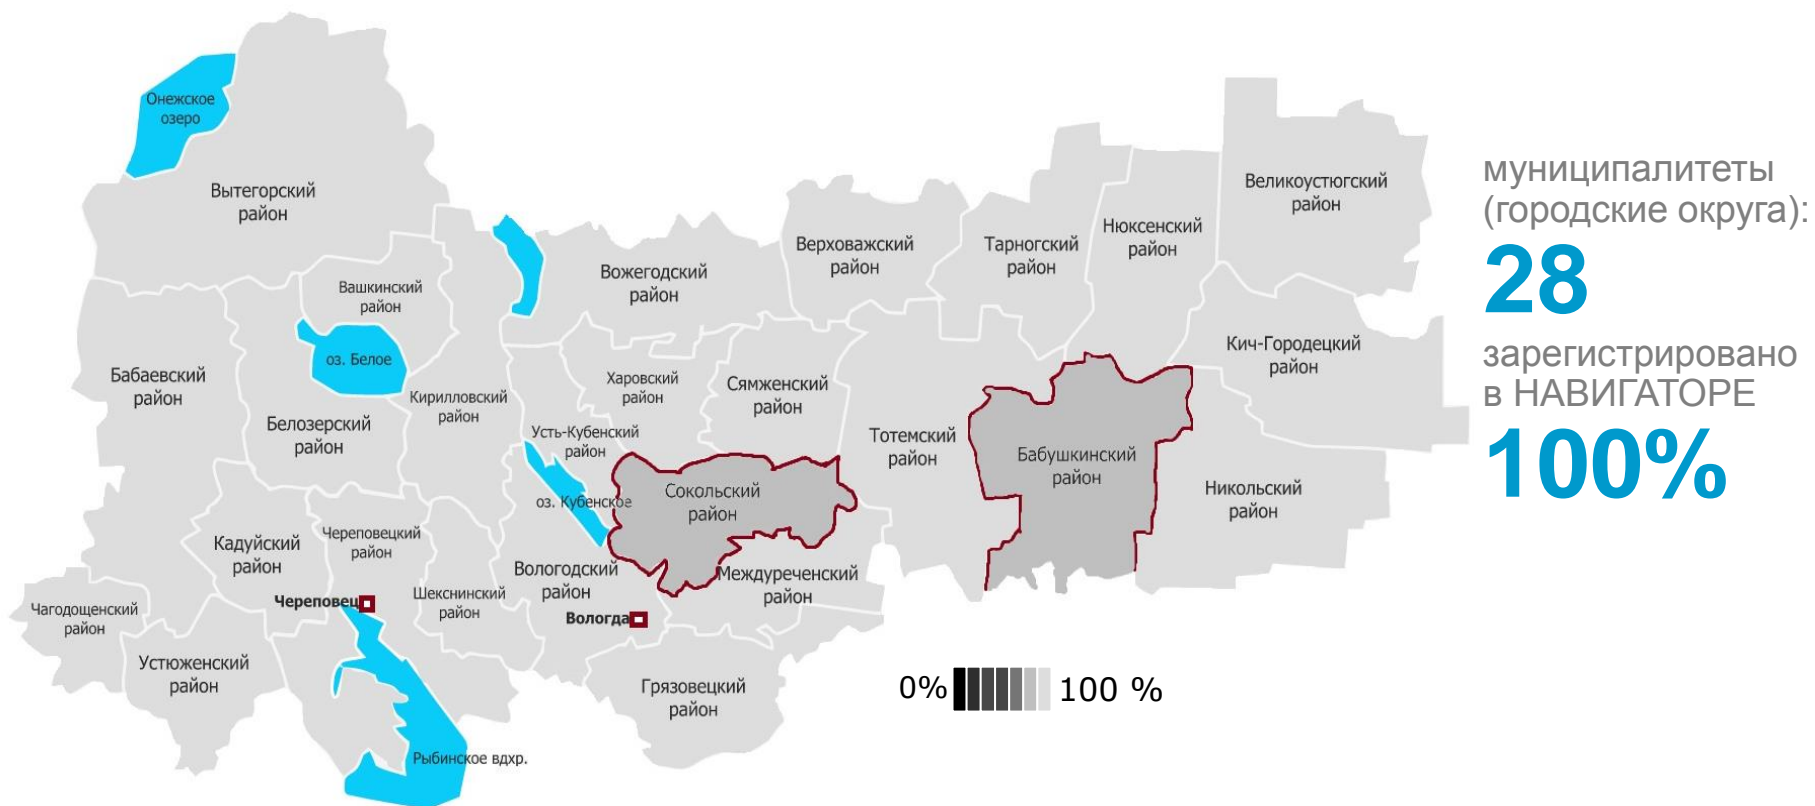 Онежское
озеро
Вытегорский
район
Великоустюгский
район
Нюксенский
район
Тарногский
район
Верховажский
район
Вожегодский
район
Вашкинский
район
оз. Белое
Бабаевский
район
Белозерский
район
Кирилловский
район
Харовский
район
Сямженский
район
Кич-Городецкий
район
Усть-Кубенский
район
оз. Кубенское
Сокольский
район
Тотемский
район
Бабушкинский
район
Никольский
район
Кадуйский
район
Череповецкий
район
Шекснинский
район
Вологодский
район
Междуреченский
район
Череповец
Вологда
Чагодощенский
район
Устюженский
район
Грязовецкий
район
Рыбинское вдхр.
0% 100 %
муниципалитеты
(городские округа):
28
зарегистрировано
в НАВИГАТОРЕ
100%